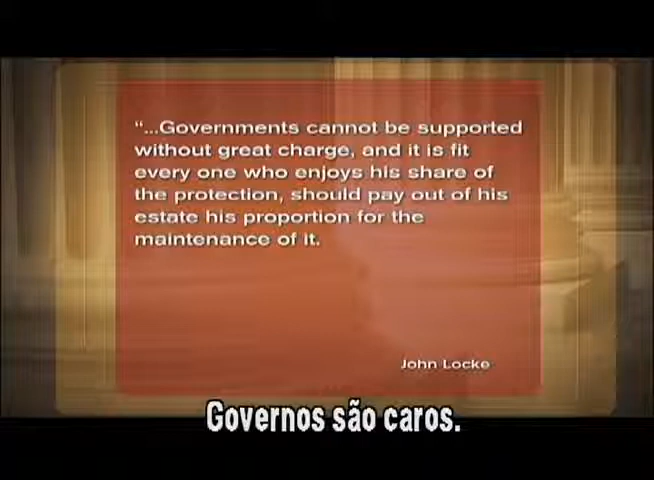 “...Governments cannot be supported
without great charge, and it is fit
every one who enjoys his share of
the protection, should pay out of his
estate his proportion for the
maintenance of it.
John Locke
Governos são caros.